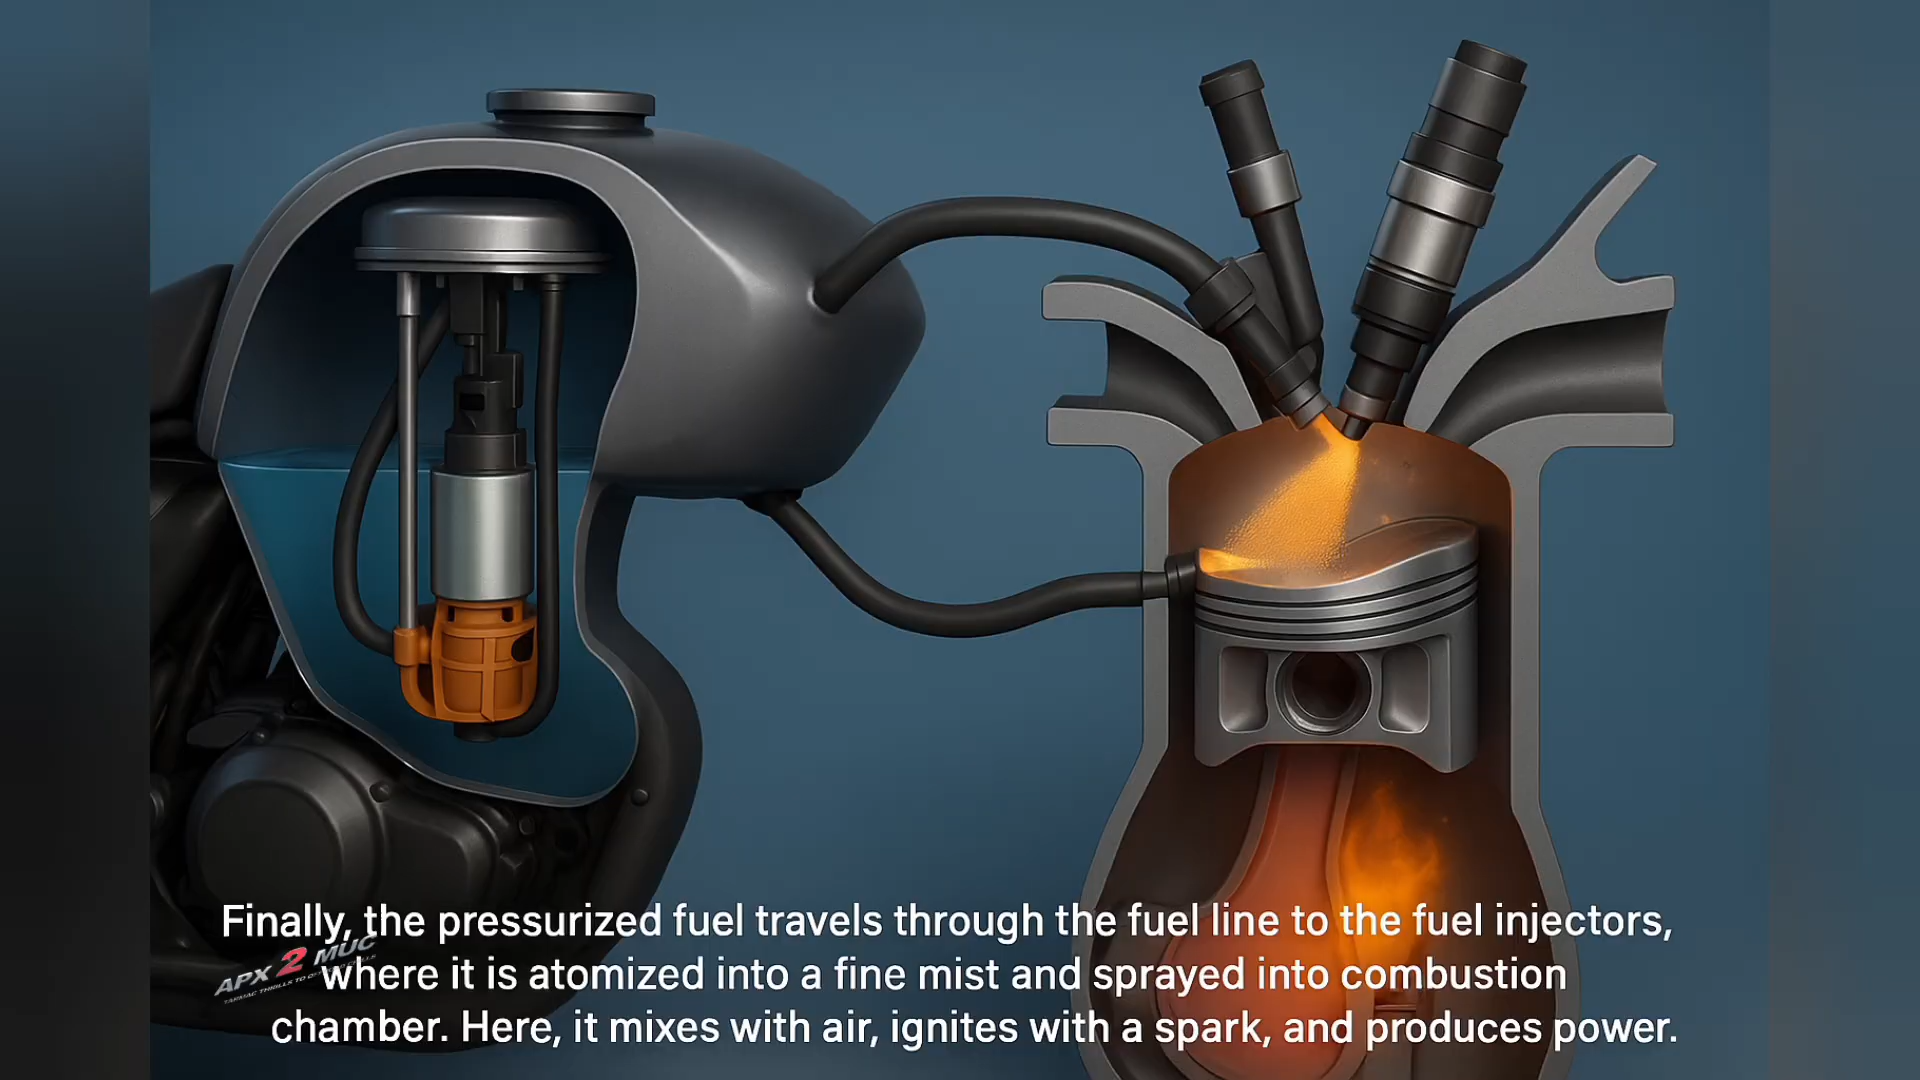 Finally, the pressurized fuel travels through the fuel line to the fuel injectors,
where it is atomized into a fine mist and sprayed into combustion
chamber. Here, it mixes with air, ignites with a spark, and produces power.
APX 2 MUC